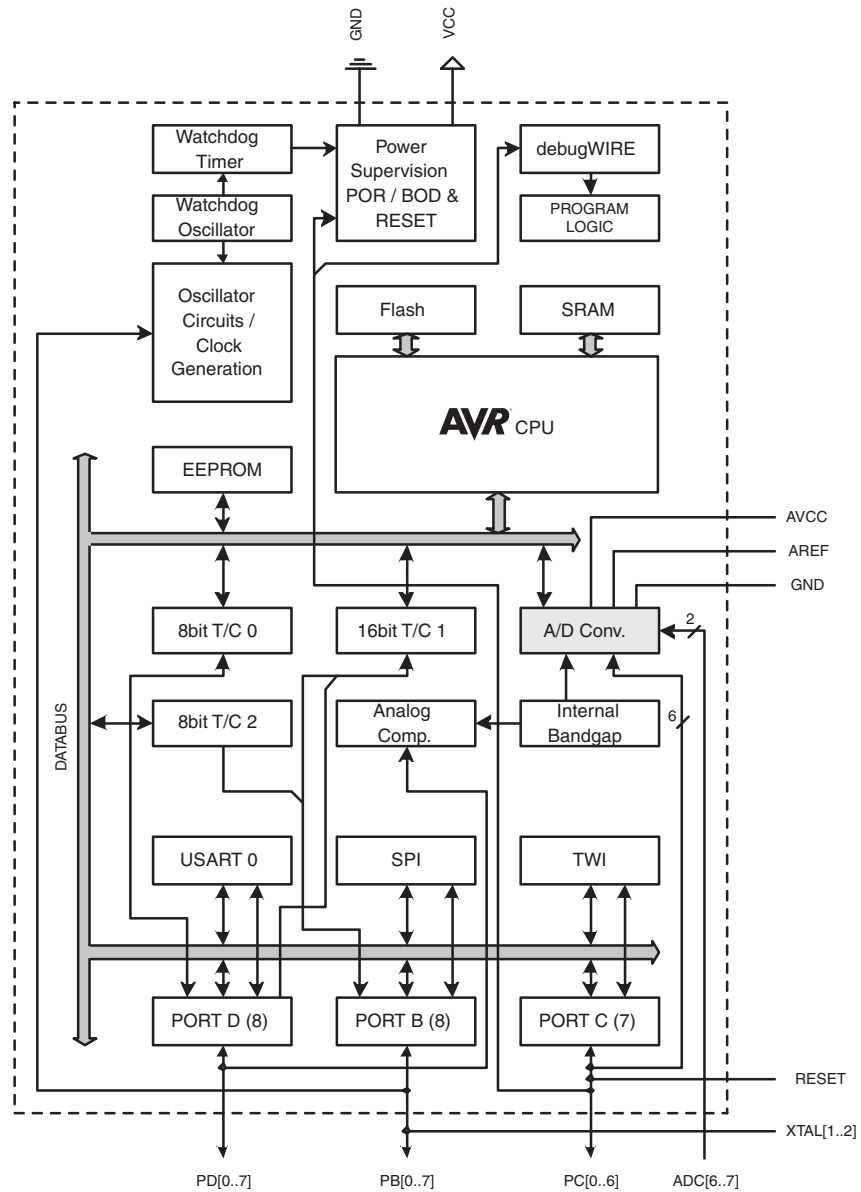 GND
VCC
Watchdog
Timer
Power
Supervision
POR / BOD &
RESET
debugWIRE
Watchdog
Oscillator
PROGRAM
LOGIC
Oscillator
Circuits /
Clock
Generation
Flash
SRAM
AVR CPU
EEPROM
AVCC
AREF
GND
8bit T/C 0
16bit T/C 1
A/D Conv.
2
8bit T/C 2
Analog
Comp.
Internal
Bandgap
6
DATABUS
USART 0
SPI
TWI
PORT D (8)
PORT B (8)
PORT C (7)
RESET
XTAL[1..2]
PD[0..7]
PB[0..7]
PC[0..6]
ADC[6..7]